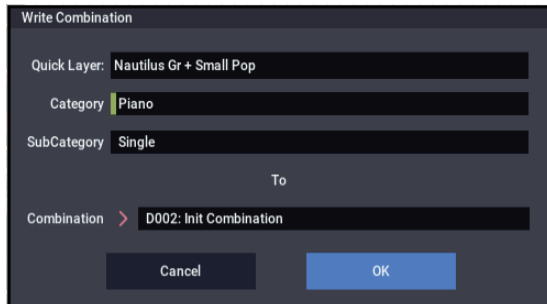 Write Combination
Quick Layer: Nautilus Gr + Small Pop
Category Piano
SubCategory Single
To
Combination > D002: Init Combination
Cancel OK